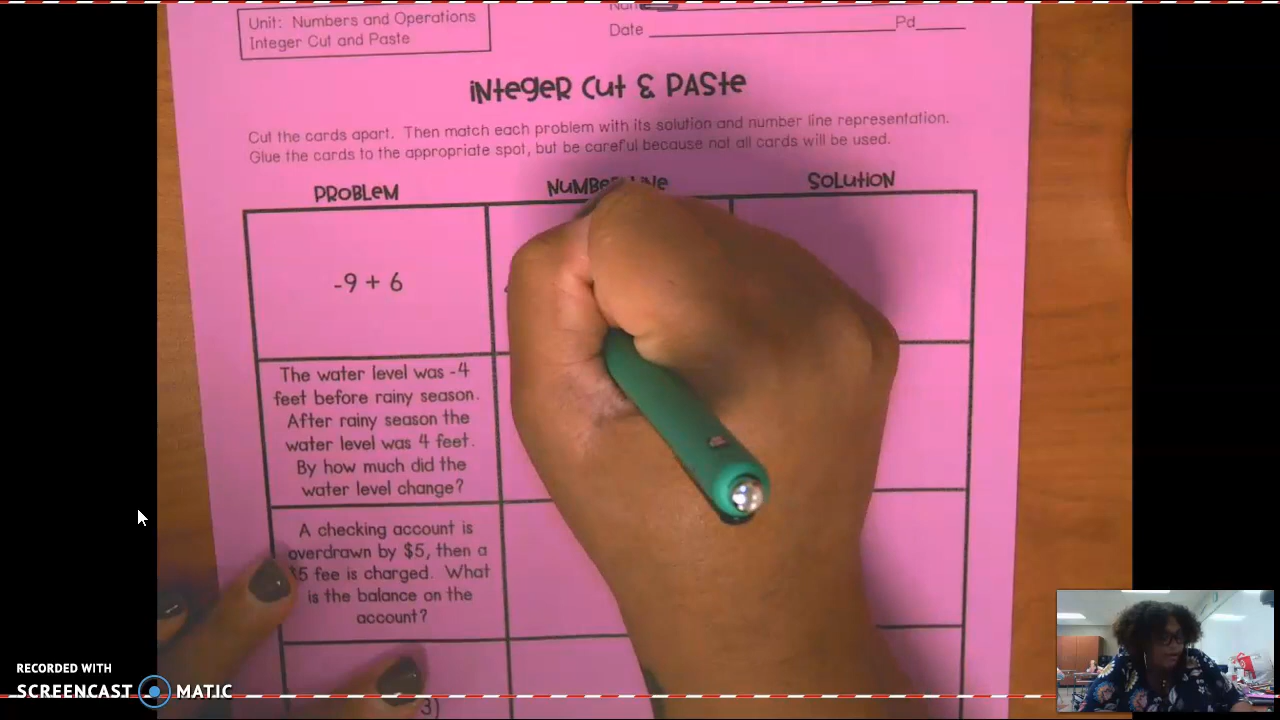 Unit: Numbers and Operations
Integer Cut and Paste
Date Pd
INTEGER CUT & PASTE
Cut the cards apart. Then match each problem with its solution and number line representation.
Glue the cards to the appropriate spot, but be careful because not all cards will be used.
PROBLEM SOLUTION
-9 + 6
The water level was -4
feet before rainy season.
After rainy season the
water level was 4 feet.
By how much did the
water level change?
A checking account is
overdrawn by $5, then a
$5 fee is charged. What
is the balance on the
account?
3)
RECORDED WITH
SCREENCAST MATIC